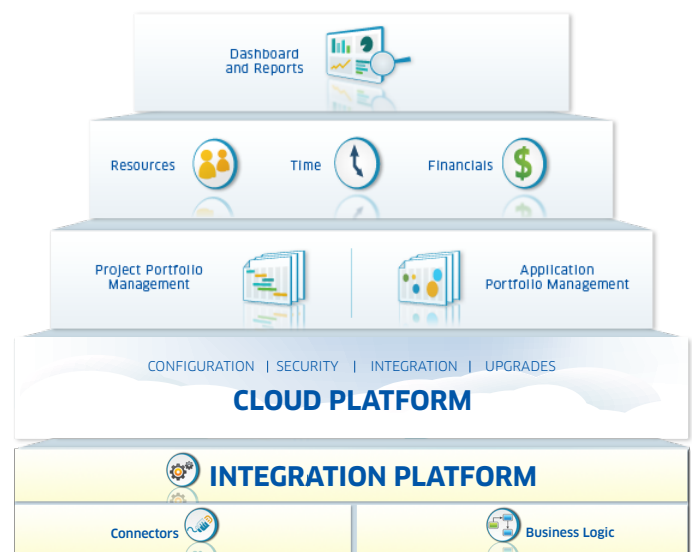 Dashboard
and Reports
Resources
Time
Financials
$
Project Portfolio
Management
Application
Portfolio Management
CONFIGURATION | SECURITY | INTEGRATION | UPGRADES
CLOUD PLATFORM
INTEGRATION PLATFORM
Connectors
Business Logic